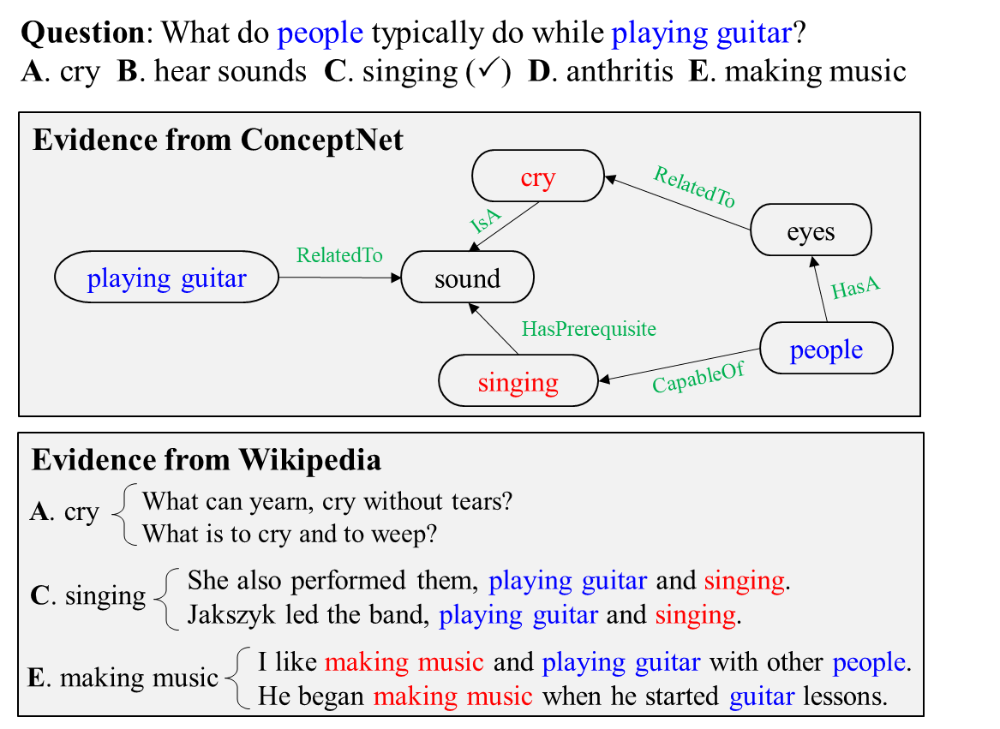 Question: What do people typically do while playing guitar?
A. cry B. hear sounds C. singing (✓) D. anthritis E. making music
Evidence from ConceptNet
cry
RelatedTo
IsA
eyes
RelatedTo
playing guitar
sound
HasA
HasPrerequisite
people
singing
CapableOf
Evidence from Wikipedia
A. cry
What can yearn, cry without tears?
What is to cry and to weep?
C. singing
She also performed them, playing guitar and singing.
Jakszyk led the band, playing guitar and singing.
E. making music
I like making music and playing guitar with other people.
He began making music when he started guitar lessons.